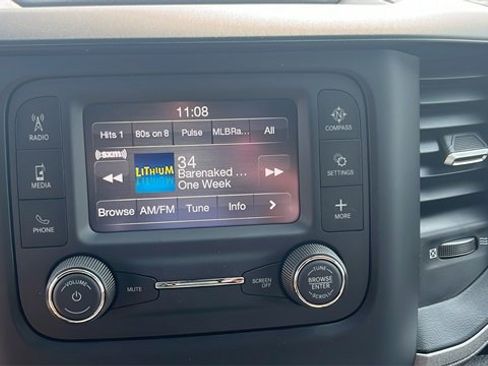 11:08
Hits 1 80s on 8 Pulse MLBRa... All
((sxm))
LITHIUM
34
Barenaked ...
One Week
Browse AM/FM Tune Info
RADIO
MEDIA
PHONE
COMPASS
SETTINGS
MORE
VOLUME
MUTE
SCREEN OFF
TUNE
BROWSE
ENTER
SCROLL